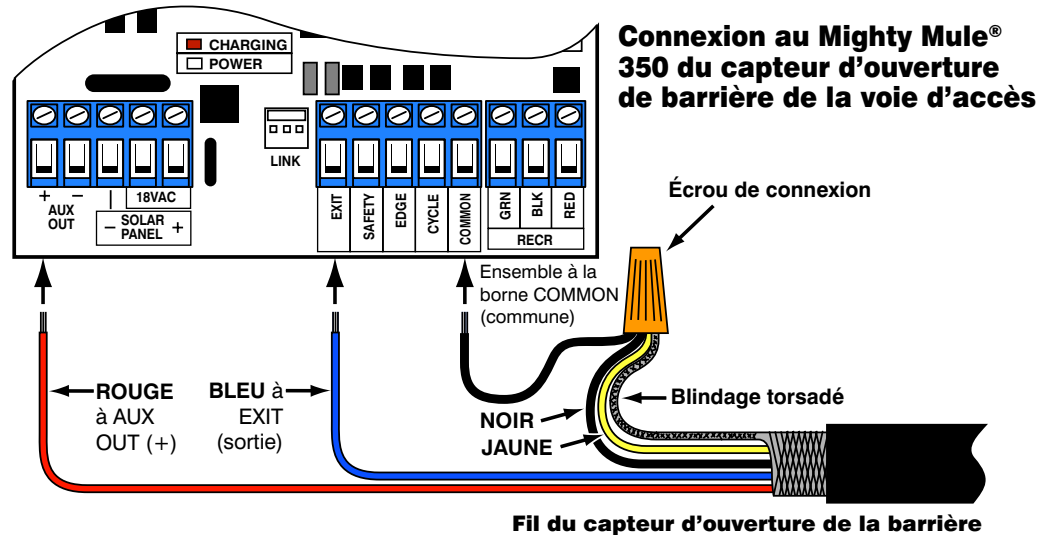 CHARGING
POWER
Connexion au Mighty Mule®
350 du capteur d'ouverture
de barrière de la voie d'accès
LINK
+ −
AUX
OUT
18VAC
− SOLAR
PANEL +
EXIT
SAFETY
EDGE
CYCLE
COMMON
GRN
BLK
RED
RECR
Écrou de connexion
Ensemble à la
borne COMMON
(commune)
ROUGE
à AUX
OUT (+)
BLEU à
EXIT
(sortie)
NOIR
JAUNE
Blindage torsadé
Fil du capteur d'ouverture de la barrière